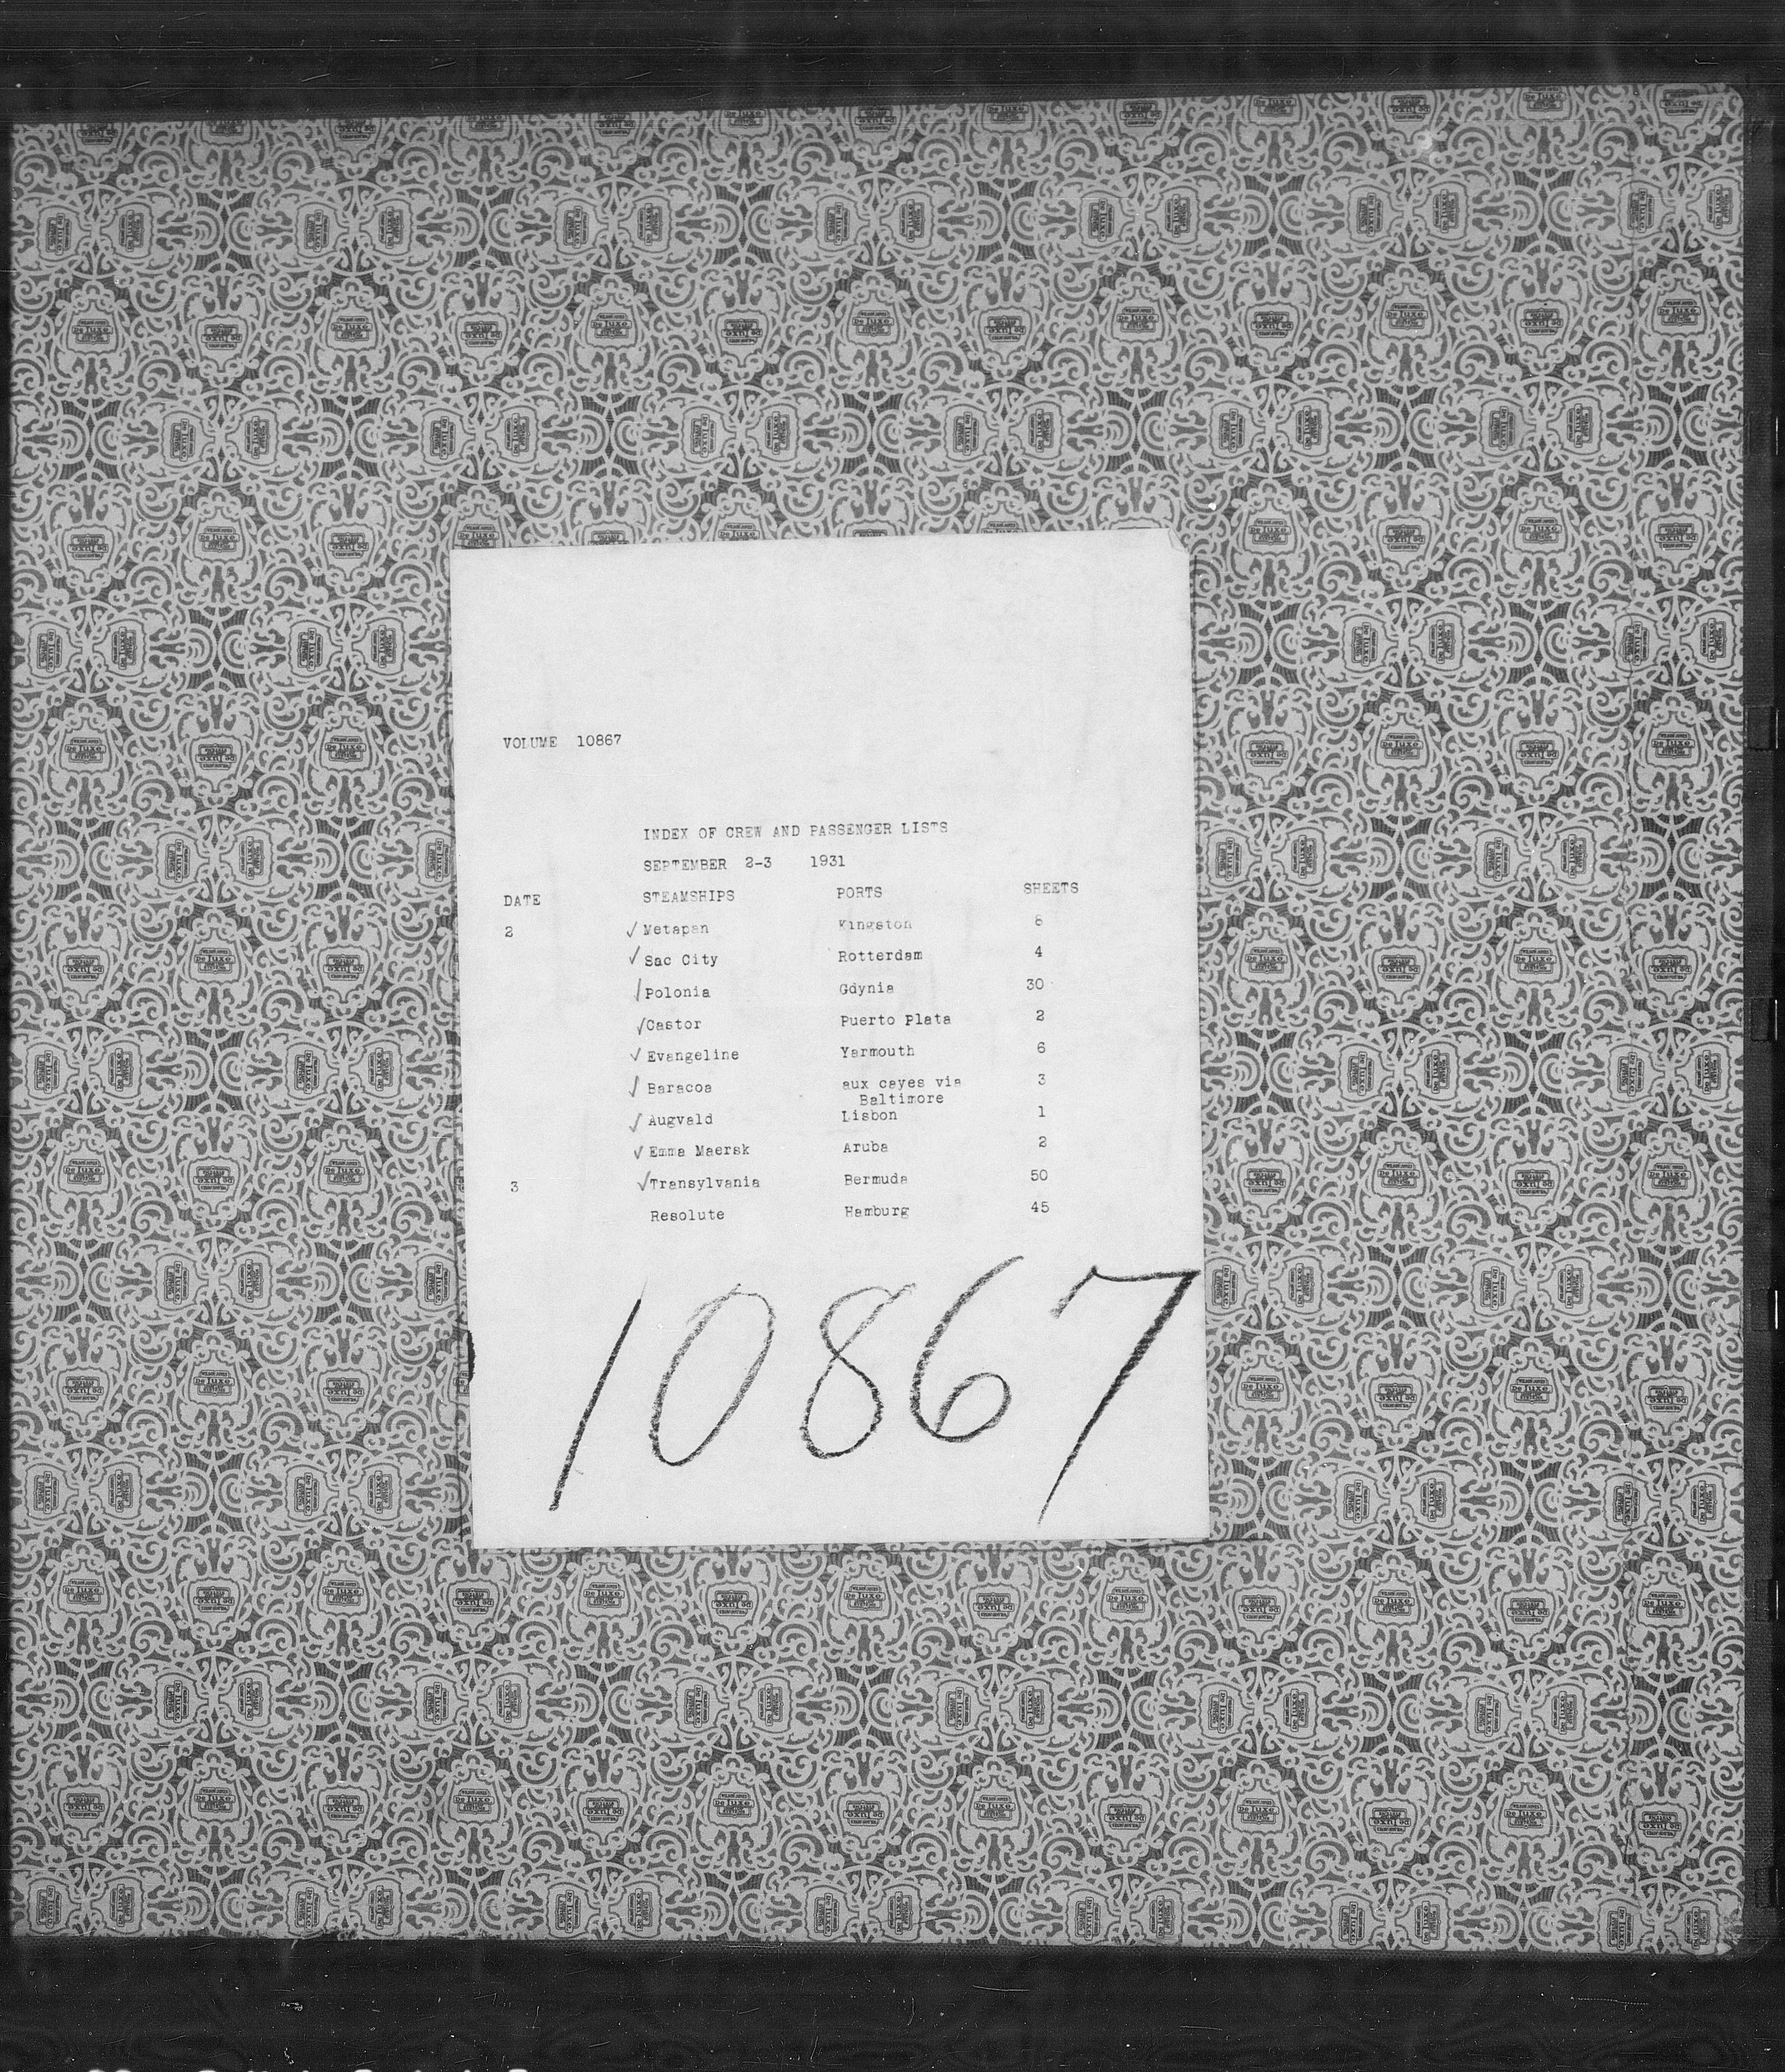 VOLUME 10867
INDEX OF CREW AND PASSENGER LISTS
SEPTEMBER 2-3 1931
DATE STEAMSHIPS PORTS SHEETS
2 ✓ Metapan Kingston 8
✓ Sac City Rotterdam 4
✓ Polonia Gdynia 30
✓ Castor Puerto Plata 2
✓ Evangeline Yarmouth 6
✓ Baracoa aux cayes via 3
Baltimore
✓ Augvald Lisbon 1
✓ Emma Maersk Aruba 2
3 ✓ Transylvania Bermuda 50
Resolute Hamburg 45
10867